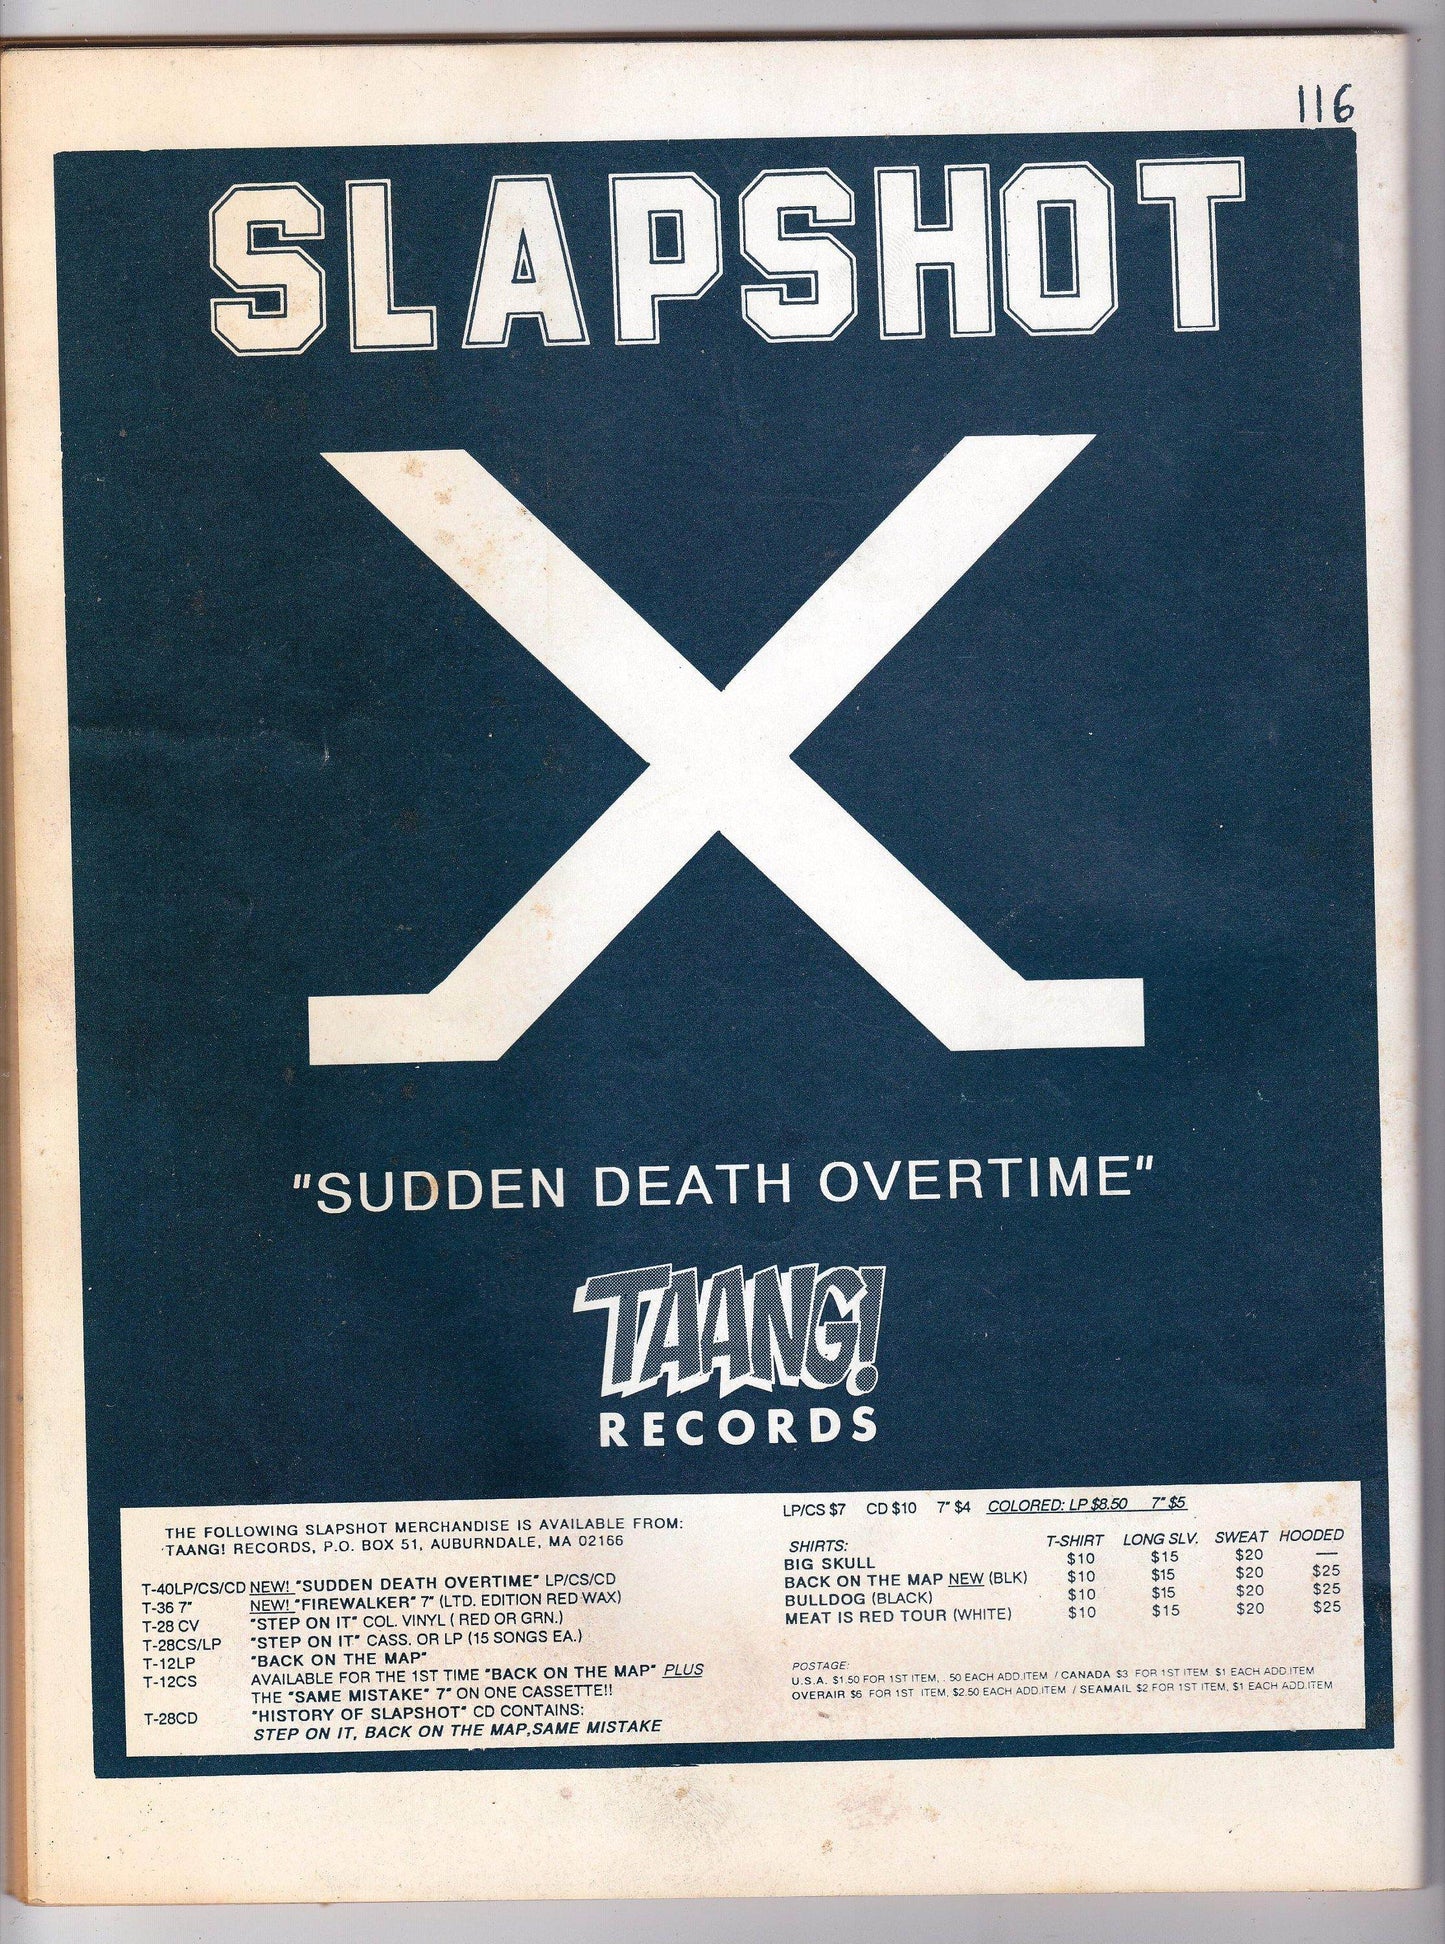 116
SLAPSHOT
"SUDDEN DEATH OVERTIME"
TAANG!
RECORDS
THE FOLLOWING SLAPSHOT MERCHANDISE IS AVAILABLE FROM:
TAANG! RECORDS, P.O. BOX 51, AUBURNDALE, MA 02166
T-40LP/CS/CD NEW! "SUDDEN DEATH OVERTIME" LP/CS/CD
T-36 7" NEW! "FIREWALKER" 7" (LTD. EDITION RED WAX)
T-28 CV "STEP ON IT" COL. VINYL ( RED OR GRN.)
T-28CS/LP "STEP ON IT" CASS. OR LP (15 SONGS EA.)
T-12LP "BACK ON THE MAP"
T-12CS AVAILABLE FOR THE 1ST TIME "BACK ON THE MAP" PLUS
THE "SAME MISTAKE" 7" ON ONE CASSETTE!!
T-28CD "HISTORY OF SLAPSHOT" CD CONTAINS:
STEP ON IT, BACK ON THE MAP,SAME MISTAKE
LP/CS $7 CD $10 7" $4 COLORED: LP $8.50 7" $5
SHIRTS: T-SHIRT LONG SLV. SWEAT HOODED
BIG SKULL $10 $15 $20 —
BACK ON THE MAP NEW (BLK) $10 $15 $20 $25
BULLDOG (BLACK) $10 $15 $20 $25
MEAT IS RED TOUR (WHITE) $10 $15 $20 $25
POSTAGE:
U.S.A. $1.50 FOR 1ST ITEM, .50 EACH ADD.ITEM / CANADA $3 FOR 1ST ITEM $1 EACH ADD.ITEM
OVERAIR $6 FOR 1ST ITEM, $2.50 EACH ADD.ITEM / SEAMAIL $2 FOR 1ST ITEM, $1 EACH ADD.ITEM